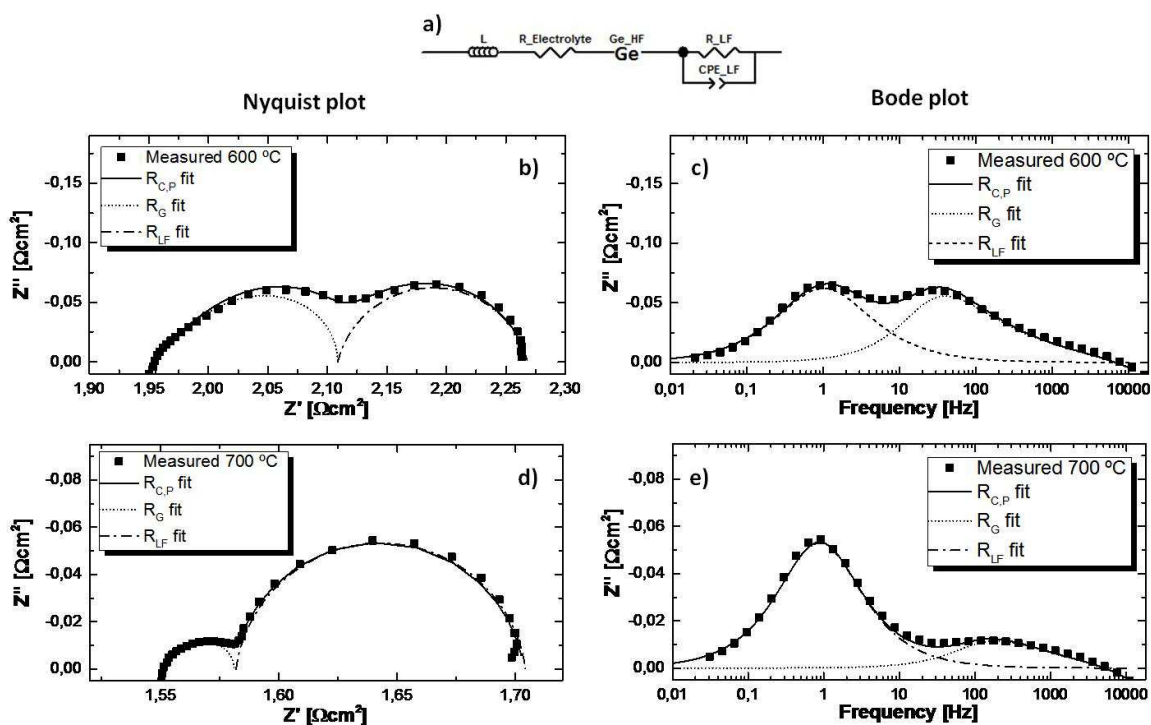 a)
L
R_Electrolyte
Ge_HF
Ge
R_LF
CPE_LF
Nyquist plot
Bode plot
b)
Measured 600 ºC
R_C,P fit
R_G fit
R_LF fit
-0,15
-0,10
-0,05
0,00
Z'' [Ωcm²]
1,90 1,95 2,00 2,05 2,10 2,15 2,20 2,25 2,30
Z' [Ωcm²]
c)
Measured 600 ºC
R_C,P fit
R_G fit
R_LF fit
-0,15
-0,10
-0,05
0,00
Z'' [Ωcm²]
0,01 0,1 1 10 100 1000 10000
Frequency [Hz]
d)
Measured 700 ºC
R_C,P fit
R_G fit
R_LF fit
-0,08
-0,06
-0,04
-0,02
0,00
Z'' [Ωcm²]
1,55 1,60 1,65 1,70
Z' [Ωcm²]
e)
Measured 700 ºC
R_C,P fit
R_G fit
R_LF fit
-0,08
-0,06
-0,04
-0,02
0,00
Z'' [Ωcm²]
0,01 0,1 1 10 100 1000 10000
Frequency [Hz]